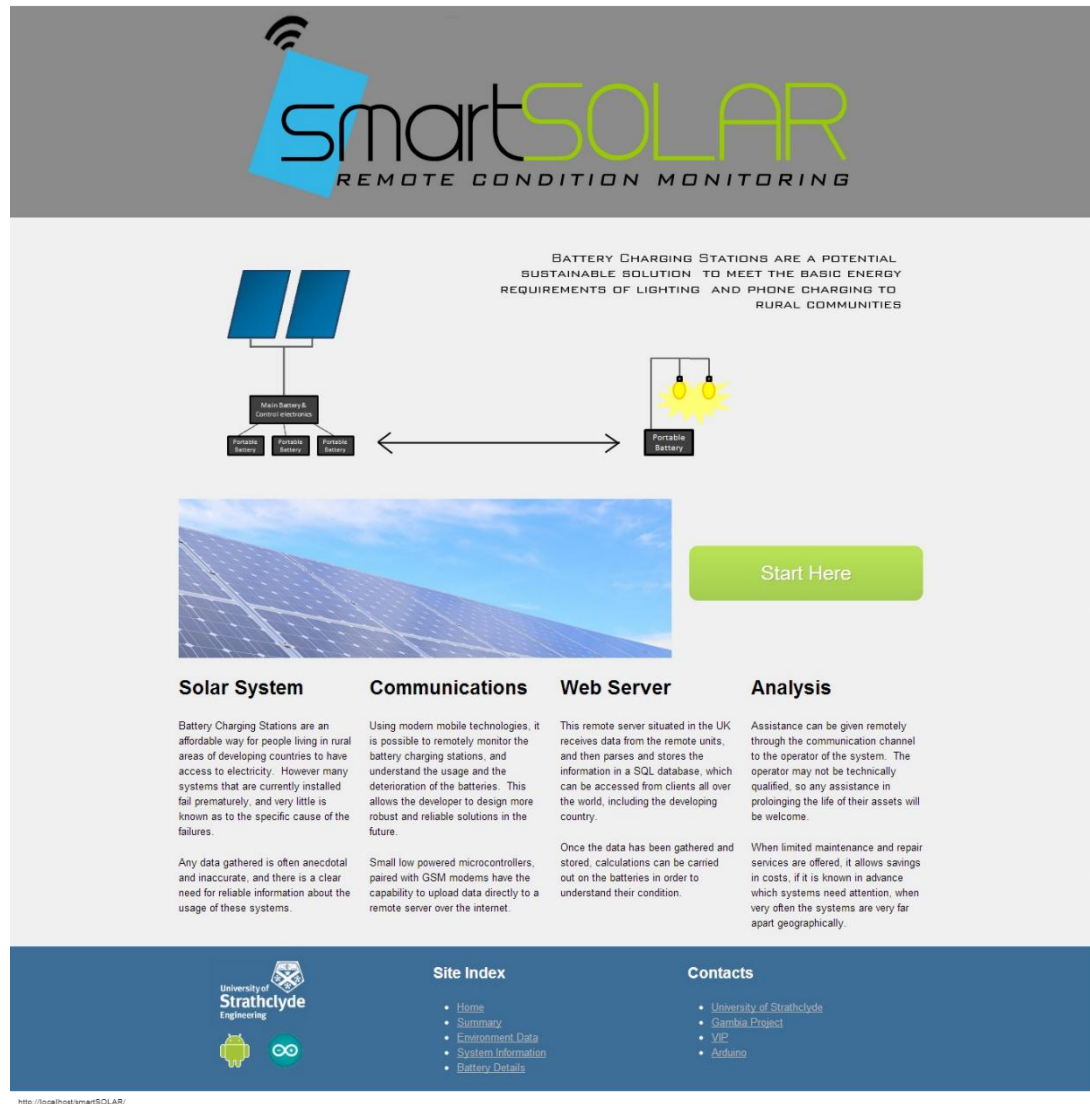 smartSOLAR
REMOTE CONDITION MONITORING
BATTERY CHARGING STATIONS ARE A POTENTIAL
SUSTAINABLE SOLUTION TO MEET THE BASIC ENERGY
REQUIREMENTS OF LIGHTING AND PHONE CHARGING TO
RURAL COMMUNITIES
Main Battery &
Control electronics
Portable
Battery
Portable
Battery
Portable
Battery
Portable
Battery
Start Here
Solar System
Battery Charging Stations are an
affordable way for people living in rural
areas of developing countries to have
access to electricity. However many
systems that are currently installed
fail prematurely, and very little is
known as to the specific cause of the
failures.
Any data gathered is often anecdotal
and inaccurate, and there is a clear
need for reliable information about the
usage of these systems.
Communications
Using modern mobile technologies, it
is possible to remotely monitor the
battery charging stations, and
understand the usage and the
deterioration of the batteries. This
allows the developer to design more
robust and reliable solutions in the
future.
Small low powered microcontrollers,
paired with GSM modems have the
capability to upload data directly to a
remote server over the internet.
Web Server
This remote server situated in the UK
receives data from the remote units,
and then parses and stores the
information in a SQL database, which
can be accessed from clients all over
the world, including the developing
country.
Once the data has been gathered and
stored, calculations can be carried
out on the batteries in order to
understand their condition.
Analysis
Assistance can be given remotely
through the communication channel
to the operator of the system. The
operator may not be technically
qualified, so any assistance in
proloinging the life of their assets will
be welcome.
When limited maintenance and repair
services are offered, it allows savings
in costs, if it is known in advance
which systems need attention, when
very often the systems are very far
apart geographically.
University of
Strathclyde
Engineering
Site Index
Home
Summary
Environment Data
System Information
Battery Details
Contacts
University of Strathclyde
Gambia Project
VIP
Arduino
http://localhost/smartSOLAR/